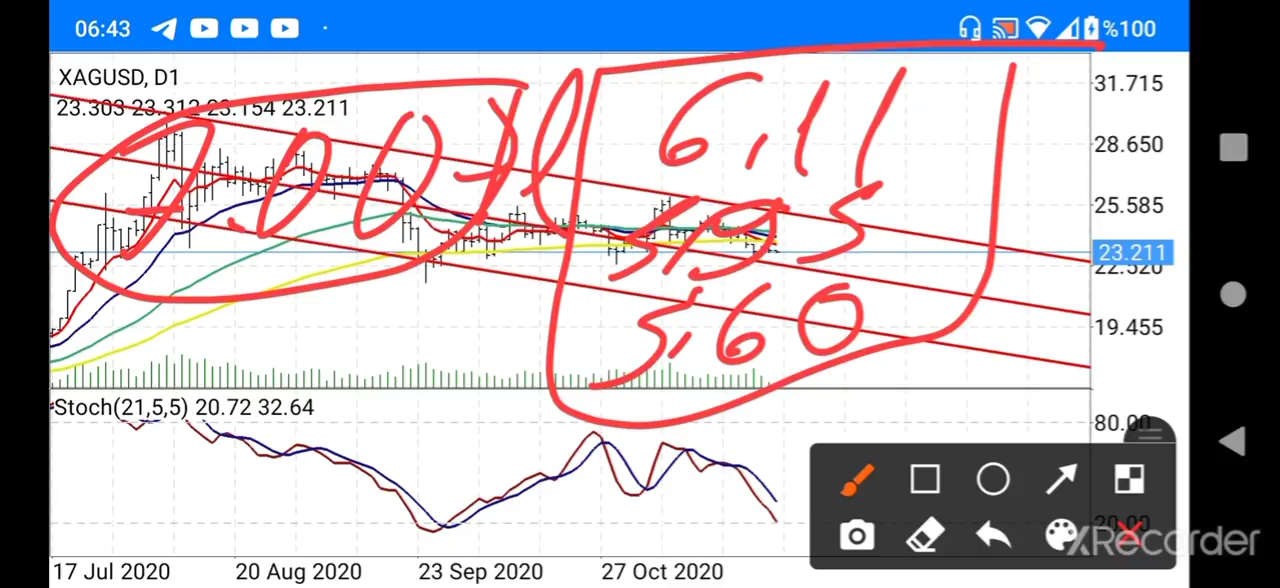 06:43
%100
XAGUSD, D1
23.303 23.312 23.154 23.211
31.715
28.650
25.585
23.211
22.520
19.455
6,11
5,95
5,60
Stoch(21,5,5) 20.72 32.64
80.00
20.00
17 Jul 2020
20 Aug 2020
23 Sep 2020
27 Oct 2020
XRecorder